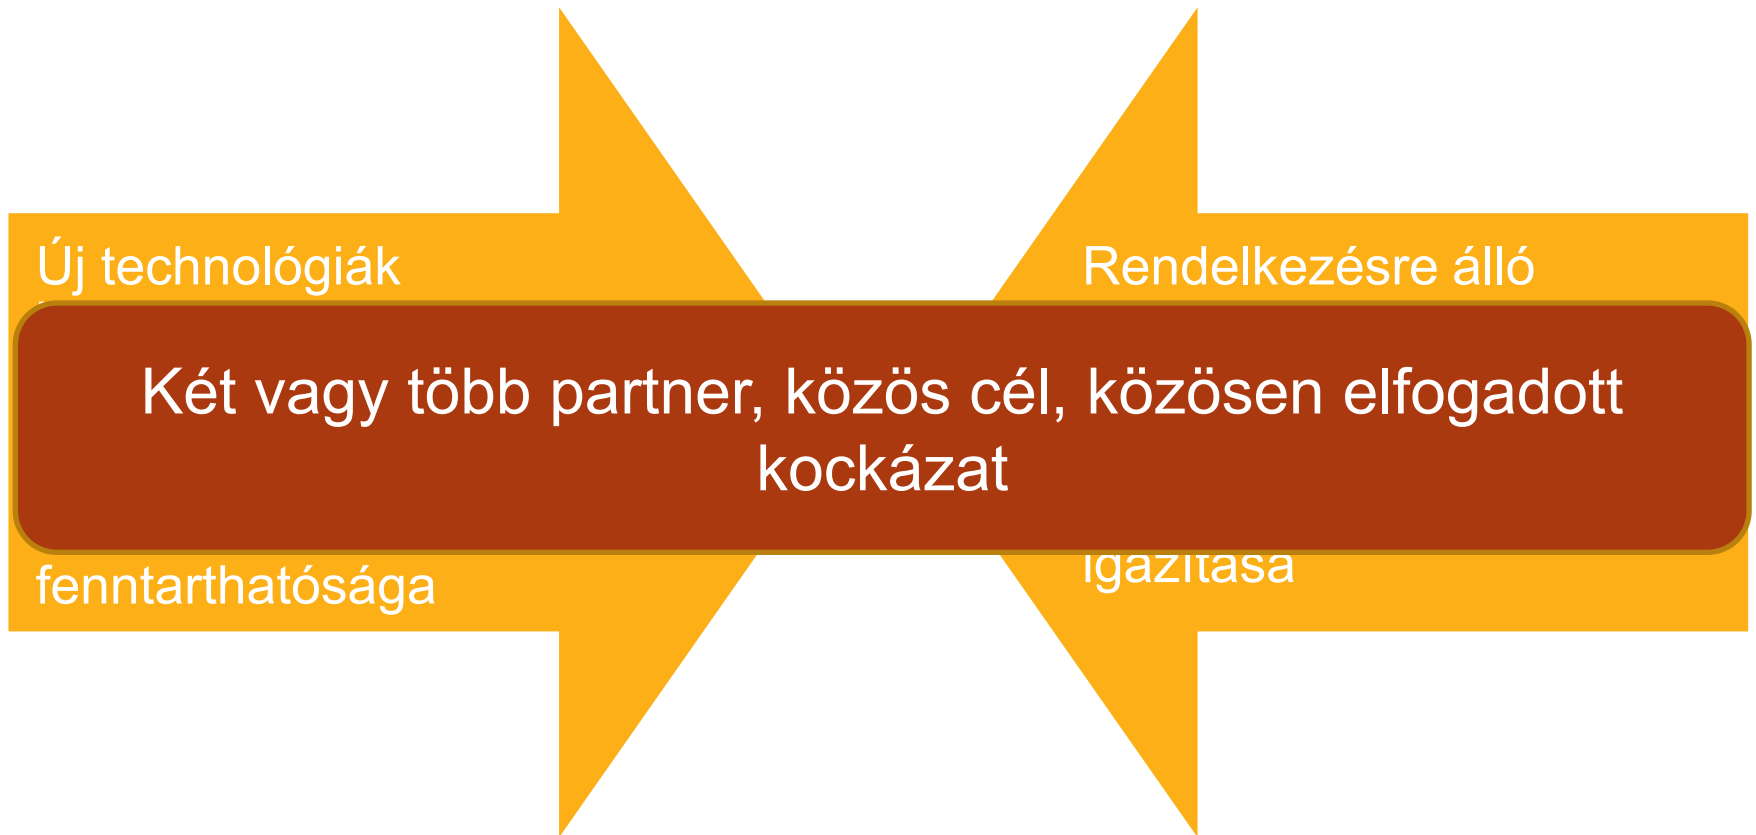 Új technológiák
Rendelkezésre álló
Két vagy több partner, közös cél, közösen elfogadott
kockázat
fenntarthatósága
igazítása